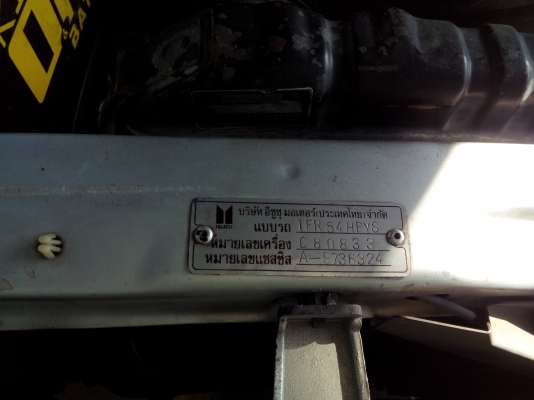 ISUZU
บริษัท อีซูซุ มอเตอร์(ประเทศไทย)จำกัด
แบบรถ TFR54HPVS
หมายเลขเครื่อง C80833
หมายเลขแชสซีส